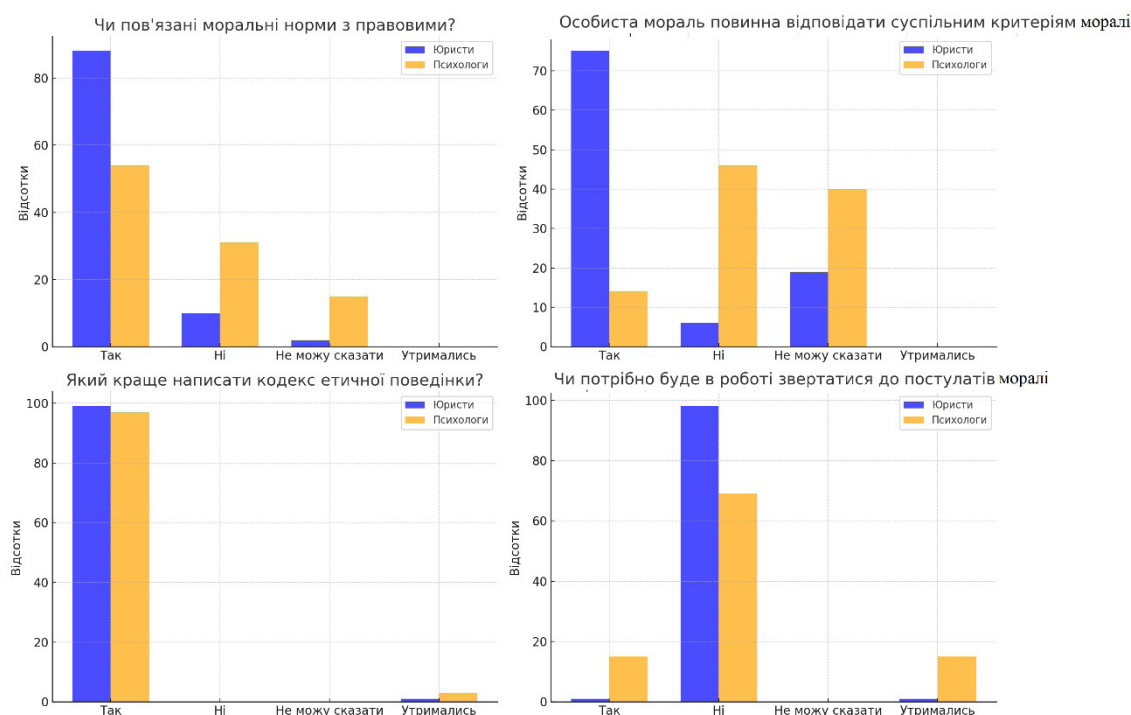 Чи пов'язані моральні норми з правовими?
Юристи
Психологи
Відсотки
80
60
40
20
0
Так
Ні
Не можу сказати
Утримались
Особиста мораль повинна відповідати суспільним критеріям моралі
Юристи
Психологи
Відсотки
70
60
50
40
30
20
10
0
Так
Ні
Не можу сказати
Утримались
Який краще написати кодекс етичної поведінки?
Юристи
Психологи
Відсотки
100
80
60
40
20
0
Так
Ні
Не можу сказати
Утримались
Чи потрібно буде в роботі звертатися до постулатів моралі
Юристи
Психологи
Відсотки
100
80
60
40
20
0
Так
Ні
Не можу сказати
Утримались